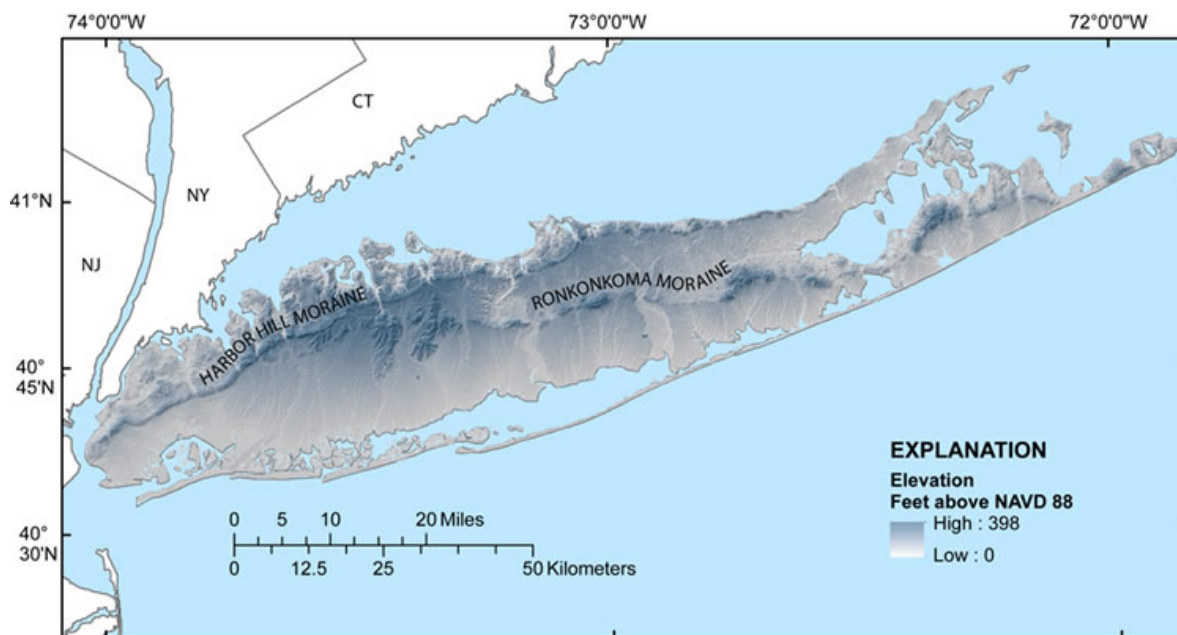 74°0'0"W
73°0'0"W
72°0'0"W
CT
41°N
NY
NJ
RONKONKOMA MORAINE
HARBOR HILL MORAINE
40°
45'N
EXPLANATION
Elevation
Feet above NAVD 88
High : 398
Low : 0
0 5 10 20 Miles
0 12.5 25 50 Kilometers
40°
30'N